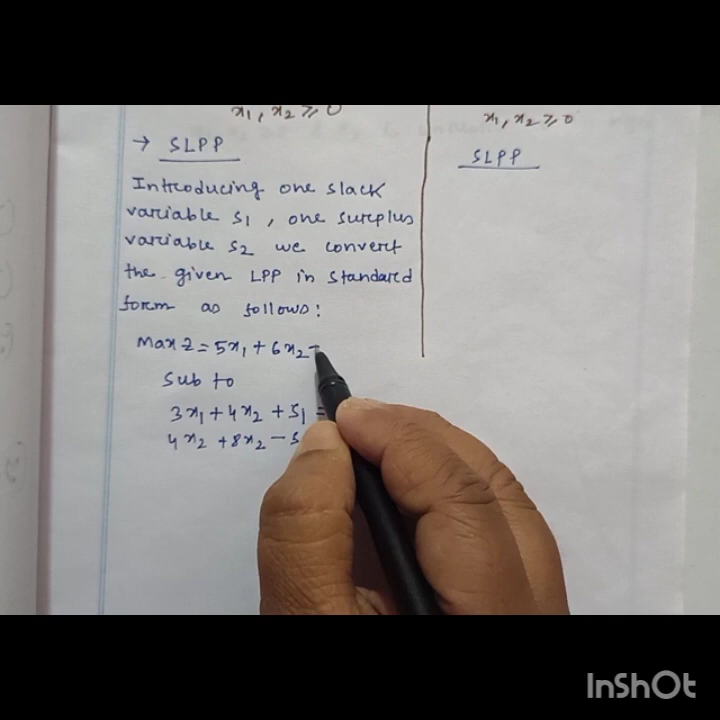 x₁, x₂ ≥ 0
→ SLPP
Introducing one slack
variable s₁, one surplus
variable s₂ we convert
the given LPP in standard
form as follows:
Max Z = 5x₁ + 6x₂
Sub to
3x₁ + 4x₂ + s₁ =
4x₂ + 8x₂ - s
x₁, x₂ ≥ 0
SLPP
InShOt